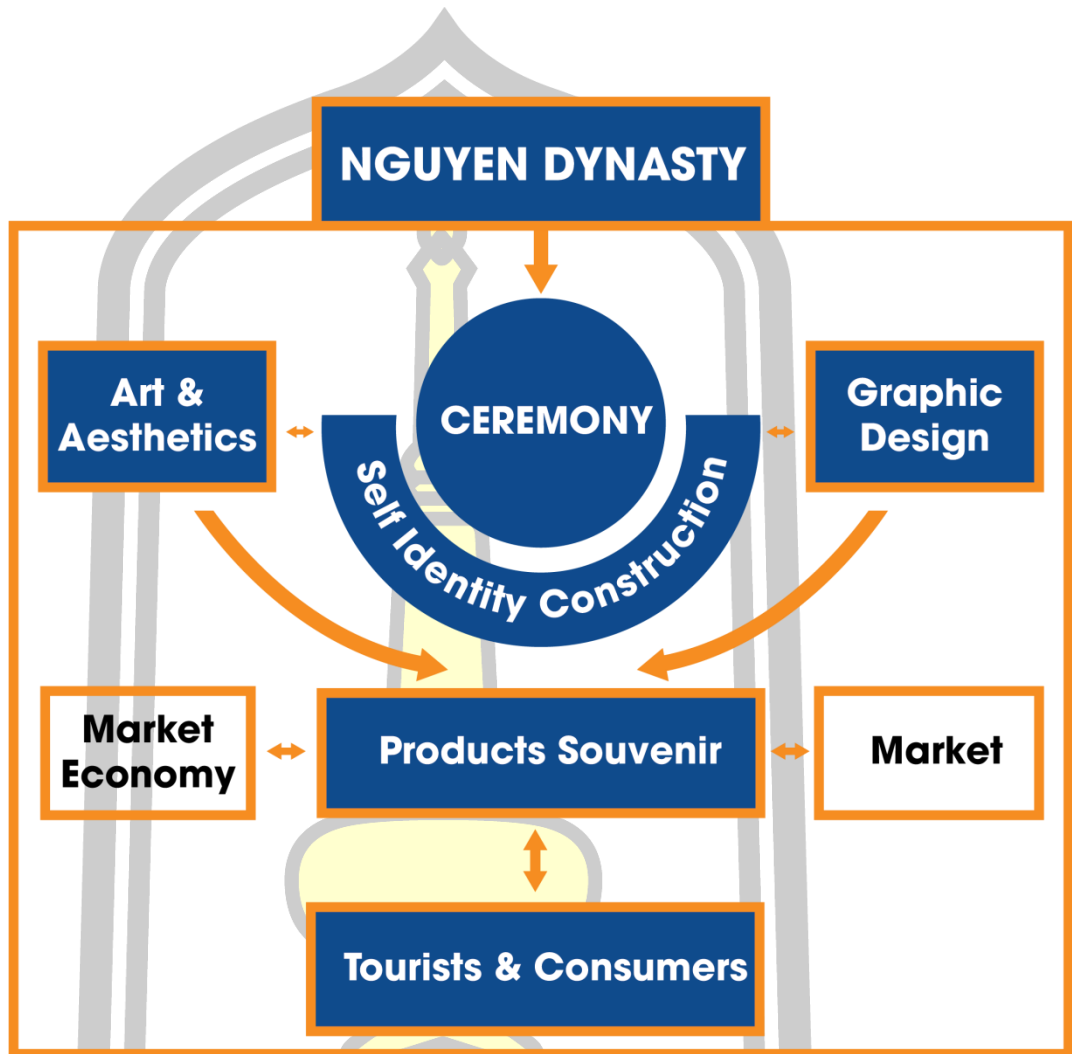 NGUYEN DYNASTY
Art &
Aesthetics
CEREMONY
Graphic
Design
Self Identity Construction
Market
Economy
Products Souvenir
Market
Tourists & Consumers